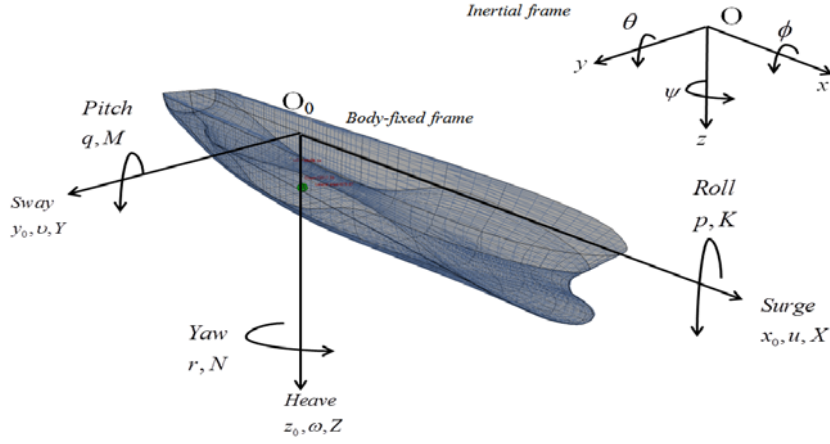 Inertial frame
O
θ
ϕ
y
x
ψ
z
O₀
Body-fixed frame
Pitch
q, M
Sway
y₀, υ, Y
Roll
p, K
Surge
x₀, u, X
Yaw
r, N
Heave
z₀, ω, Z